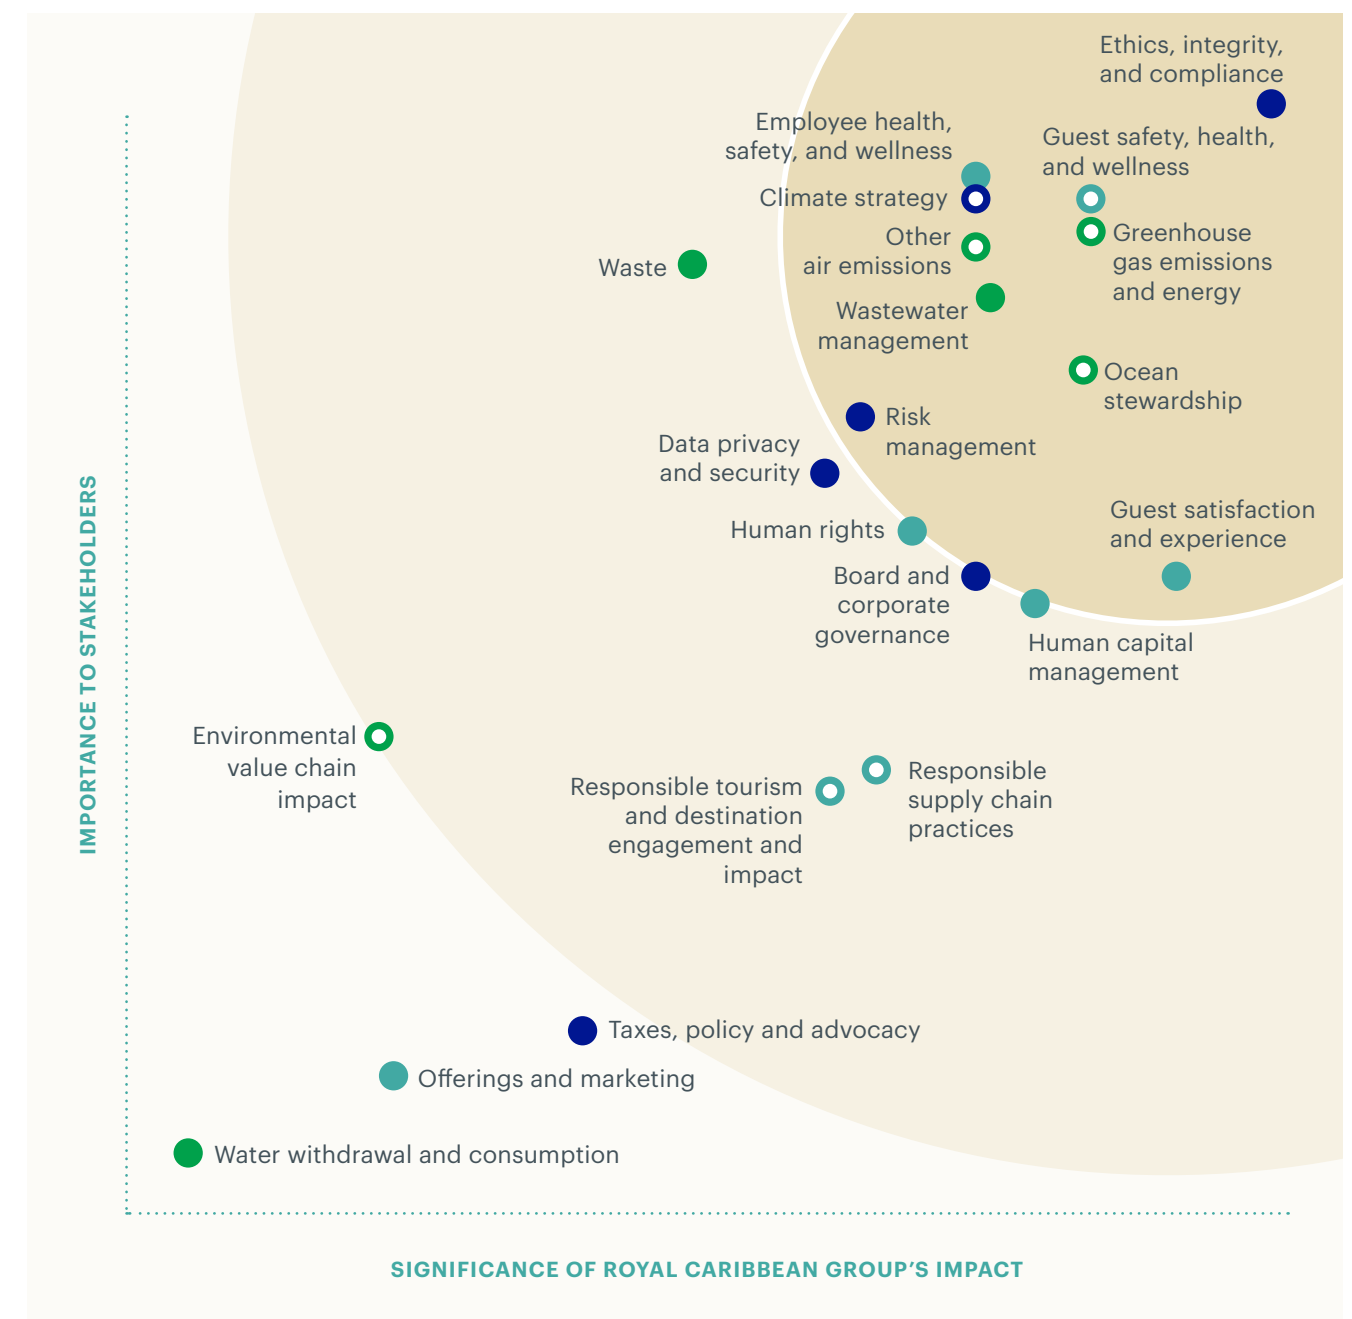 Ethics, integrity,
and compliance
Employee health,
safety, and wellness
Guest safety, health,
and wellness
Climate strategy
Other
air emissions
Greenhouse
gas emissions
and energy
Waste
Wastewater
management
Ocean
stewardship
Risk
management
Data privacy
and security
Guest satisfaction
and experience
Human rights
Board and
corporate
governance
Human capital
management
IMPORTANCE TO STAKEHOLDERS
Environmental
value chain
impact
Responsible tourism
and destination
engagement and
impact
Responsible
supply chain
practices
Taxes, policy and advocacy
Offerings and marketing
Water withdrawal and consumption
SIGNIFICANCE OF ROYAL CARIBBEAN GROUP’S IMPACT